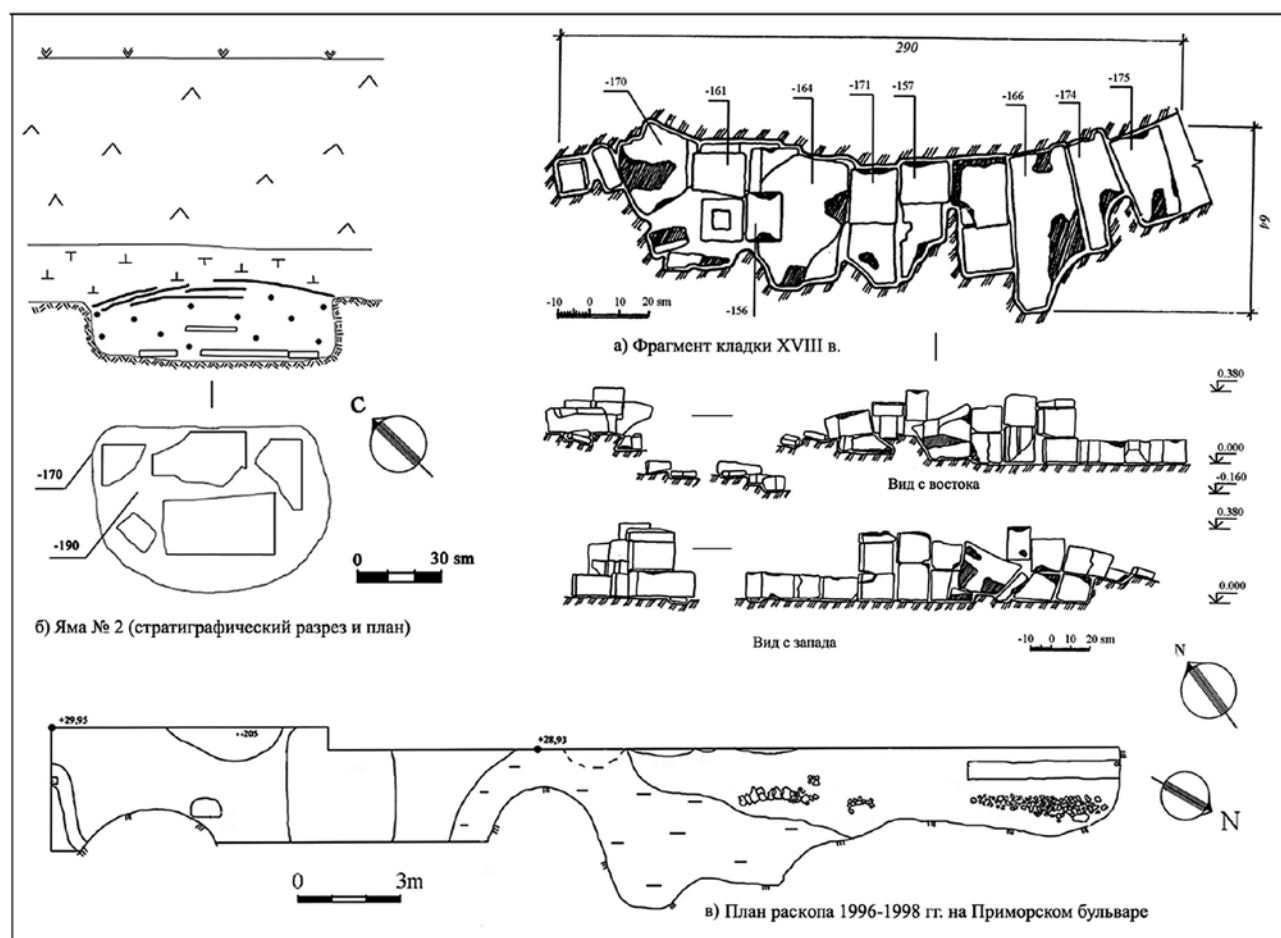 290
-170
-161
-164
-171
-157
-166
-174
-175
64
-10 0 10 20 sm
-156
а) Фрагмент кладки XVIII в.
0.380
0.000
-0.160
Вид с востока
0.380
0.000
Вид с запада
-10 0 10 20 sm
С
-170
-190
0 30 sm
б) Яма № 2 (стратиграфический разрез и план)
N
+29,95
-205
+28,93
N
0 3m
в) План раскопа 1996-1998 гг. на Приморском бульваре